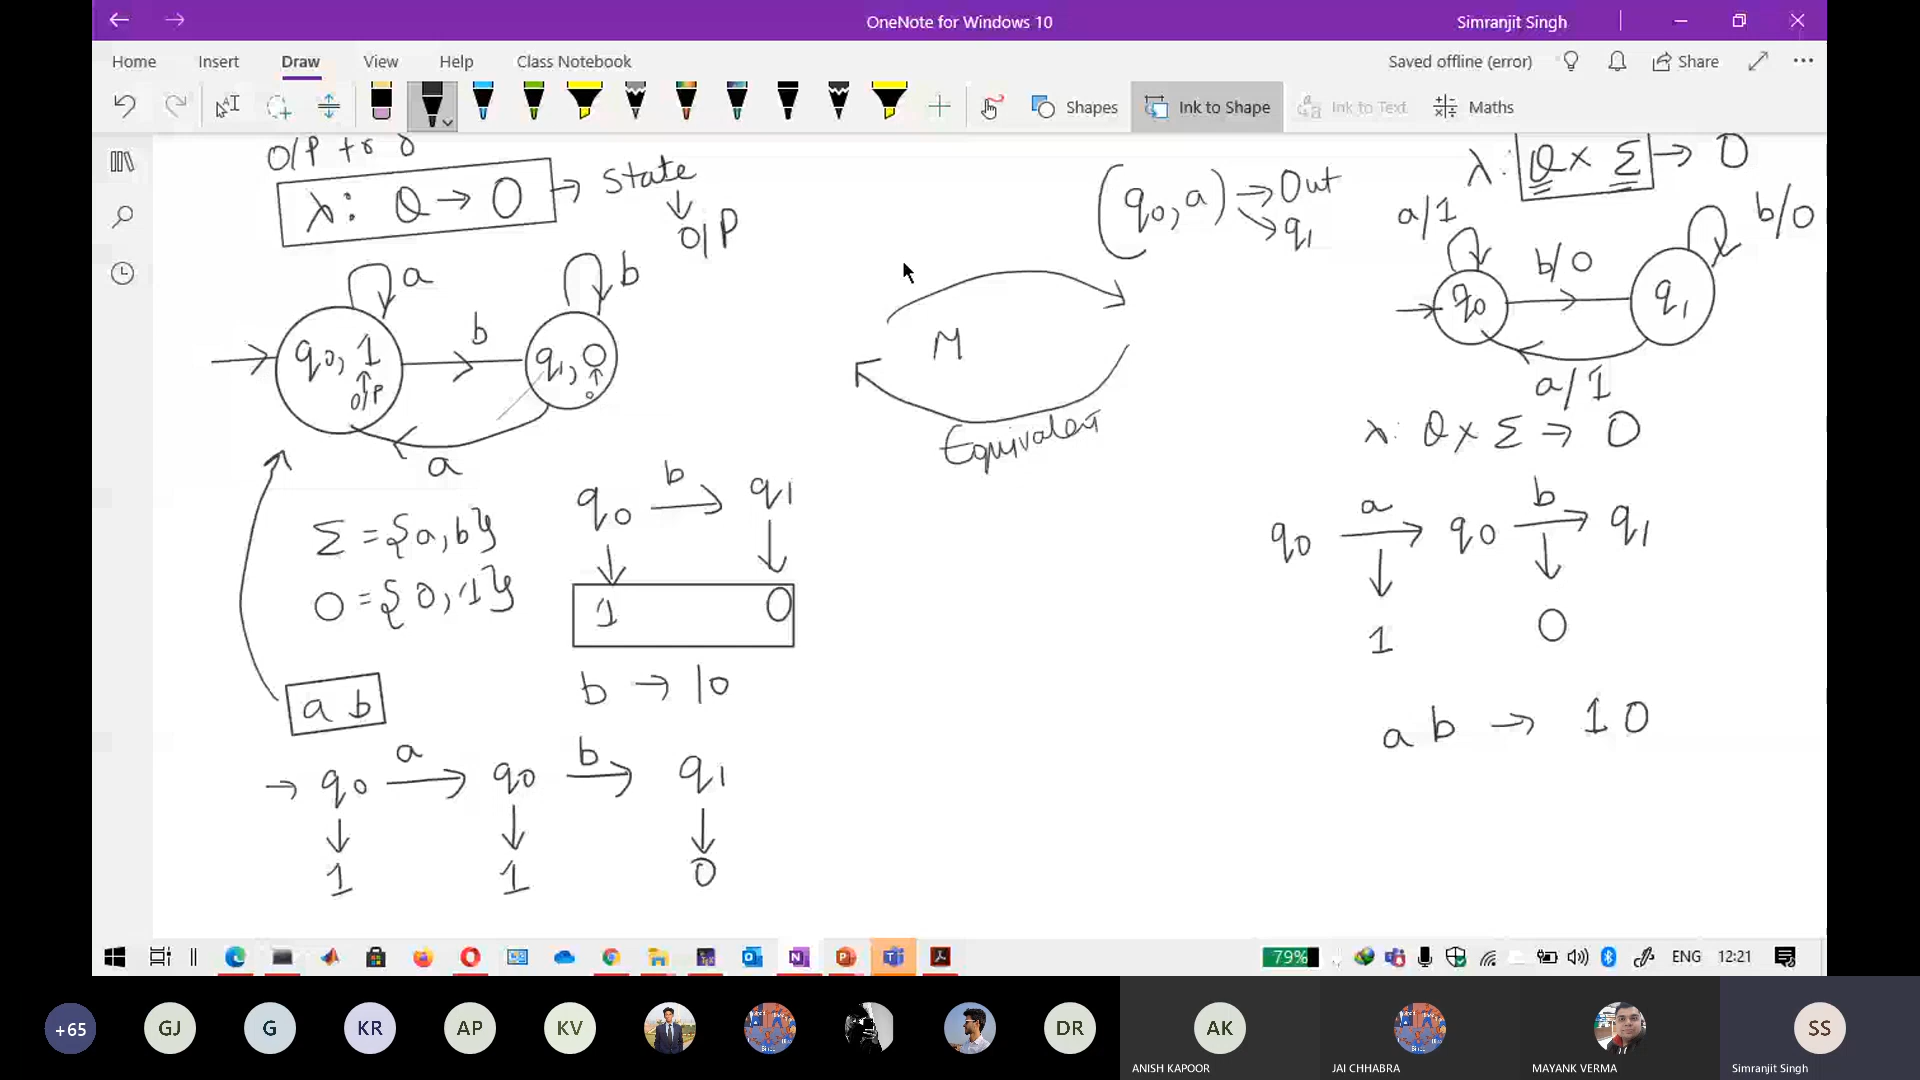 OneNote for Windows 10
Simranjit Singh
Home Insert Draw View Help Class Notebook
Saved offline (error) Share
Shapes Ink to Shape Ink to Text Maths
λ: Q → O → State
↓
O/P
(q0, a) → Out
→ q1
λ: Q × Σ → O
a
b
q0, 1
↑
O/P
b
q1, 0
↑
a
M
Equivalent
a/1
b/0
b/0
q0
q1
a/1
λ: Q × Σ → O
Σ = {a, b}
O = {0, 1}
q0 b→ q1
↓ ↓
1 0
b → 10
a b
→ q0 a→ q0 b→ q1
↓ ↓ ↓
1 1 0
q0 a→ q0 b→ q1
↓ ↓
1 0
a b → 1 0
79%
ENG 12:21
+65 GJ G KR AP KV DR AK SS
ANISH KAPOOR
JAI CHHABRA
MAYANK VERMA
Simranjit Singh